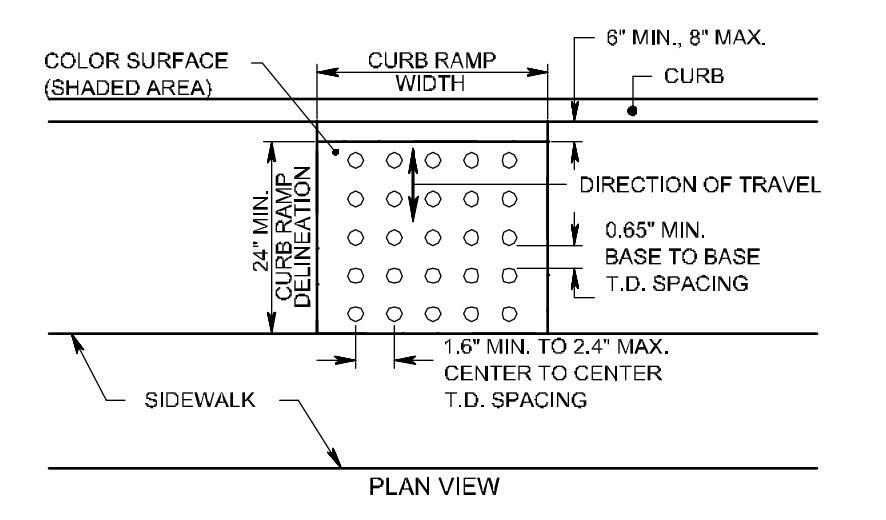 6" MIN., 8" MAX.
COLOR SURFACE
(SHADED AREA)
CURB RAMP
WIDTH
CURB
24" MIN.
CURB RAMP
DELINEATION
DIRECTION OF TRAVEL
0.65" MIN.
BASE TO BASE
T.D. SPACING
1.6" MIN. TO 2.4" MAX.
CENTER TO CENTER
T.D. SPACING
SIDEWALK
PLAN VIEW